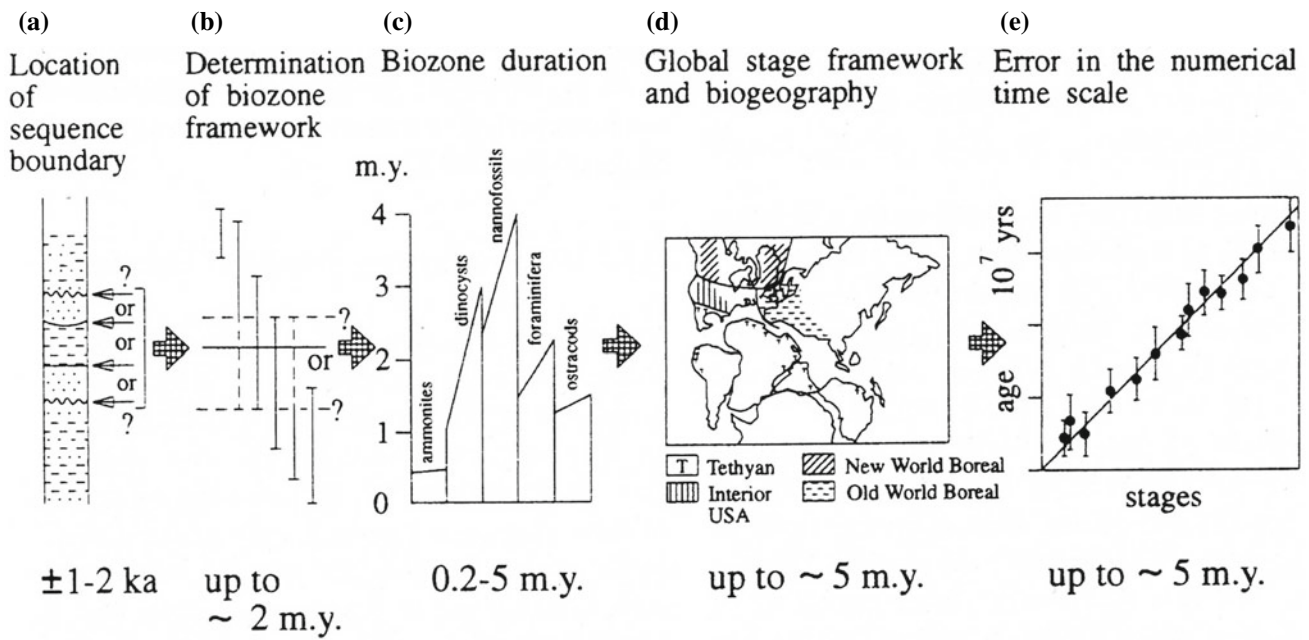 (a)
Location
of
sequence
boundary
?
or
or
or
?
±1-2 ka
(b)
Determination
of biozone
framework
?
or
?
up to
~ 2 m.y.
(c)
Biozone duration
m.y.
4
3
2
1
0
ammonites
dinocysts
nannofossils
foraminifera
ostracods
0.2-5 m.y.
(d)
Global stage framework
and biogeography
T Tethyan
Interior
USA
New World Boreal
Old World Boreal
up to ~ 5 m.y.
(e)
Error in the numerical
time scale
age 10⁷ yrs
stages
up to ~ 5 m.y.